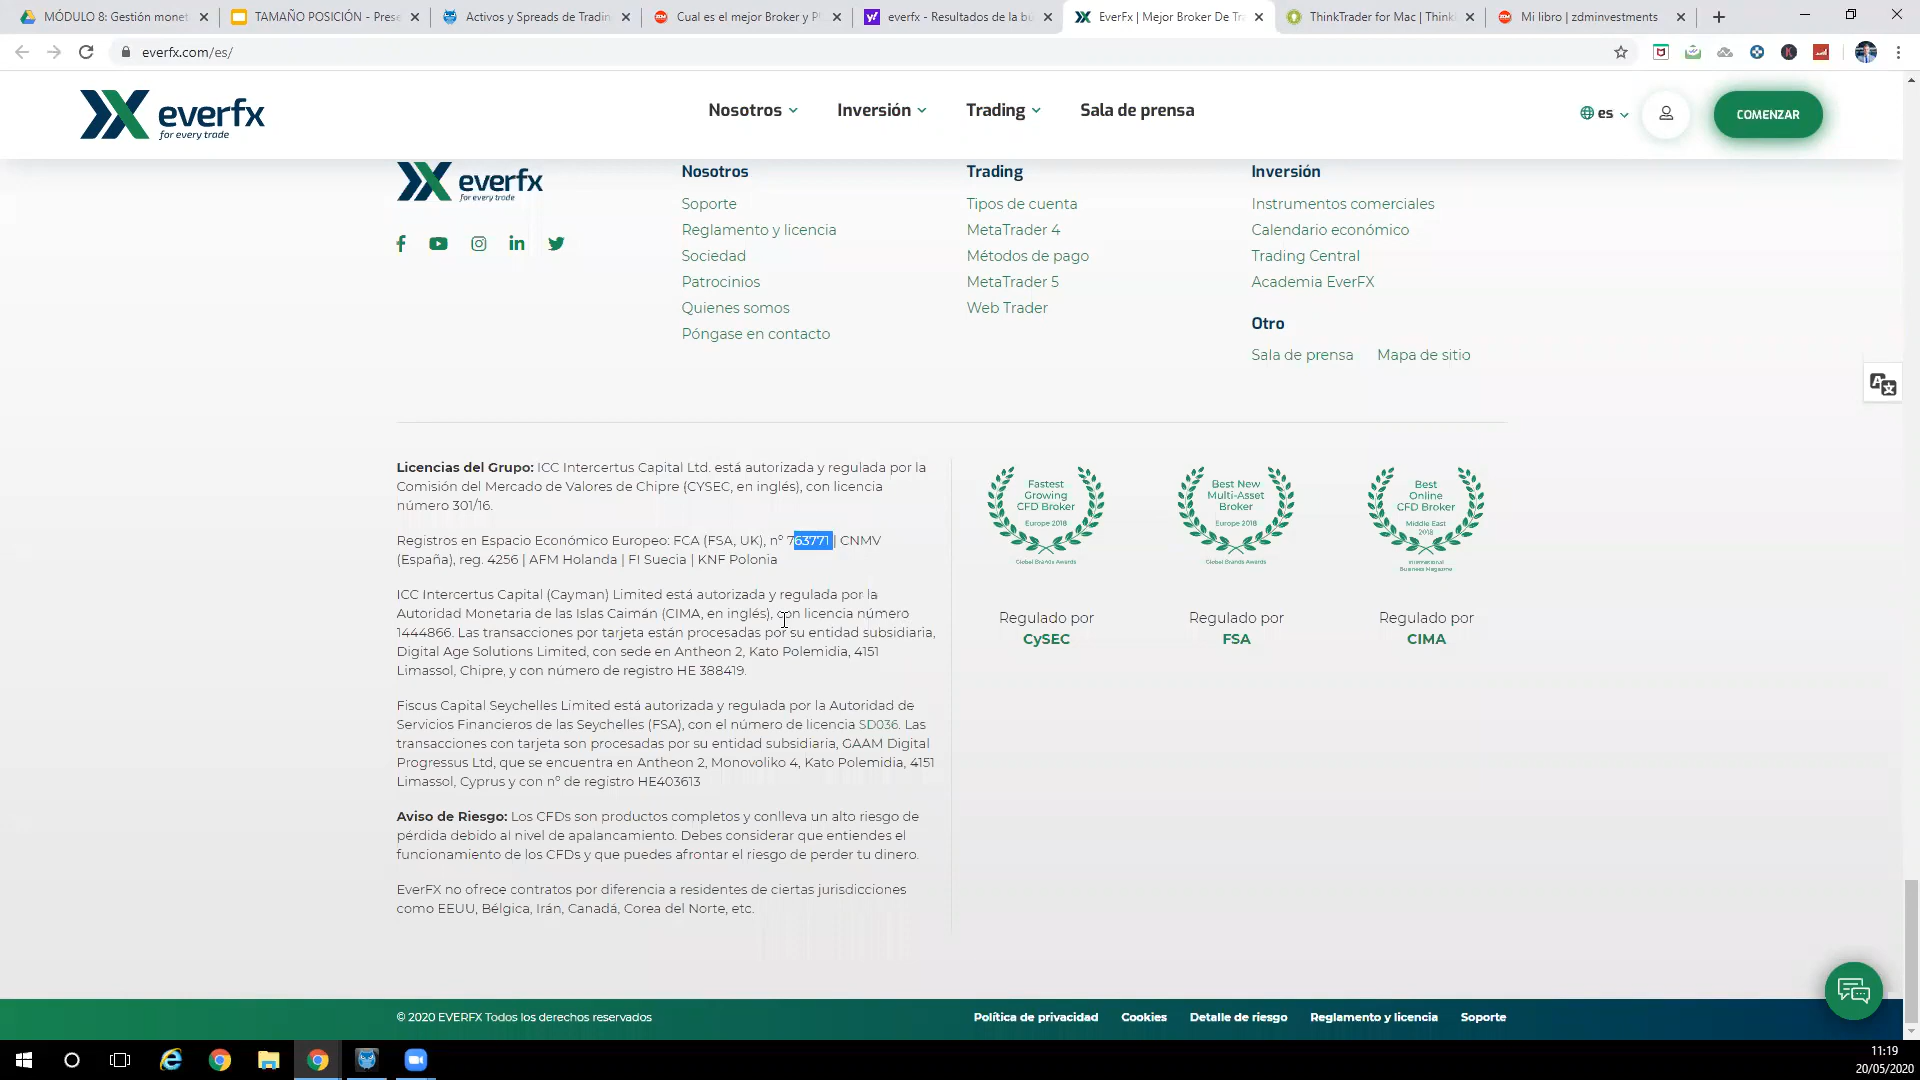 MÓDULO 8: Gestión monet
TAMAÑO POSICIÓN - Prese
Activos y Spreads de Tradin
Cual es el mejor Broker y P
everfx - Resultados de la bú
EverFx | Mejor Broker De Tra
ThinkTrader for Mac | Think
Mi libro | zdminvestments
everfx.com/es/
everfx
for every trade
Nosotros
Inversión
Trading
Sala de prensa
es
COMENZAR
everfx
for every trade
Nosotros
Soporte
Reglamento y licencia
Sociedad
Patrocinios
Quienes somos
Póngase en contacto
Trading
Tipos de cuenta
MetaTrader 4
Métodos de pago
MetaTrader 5
Web Trader
Inversión
Instrumentos comerciales
Calendario económico
Trading Central
Academia EverFX
Otro
Sala de prensa Mapa de sitio
Licencias del Grupo: ICC Intercertus Capital Ltd. está autorizada y regulada por la
Comisión del Mercado de Valores de Chipre (CYSEC, en inglés), con licencia
número 301/16.
Registros en Espacio Económico Europeo: FCA (FSA, UK), nº 763771 | CNMV
(España), reg. 4256 | AFM Holanda | FI Suecia | KNF Polonia
ICC Intercertus Capital (Cayman) Limited está autorizada y regulada por la
Autoridad Monetaria de las Islas Caimán (CIMA, en inglés), con licencia número
1444866. Las transacciones por tarjeta están procesadas por su entidad subsidiaria,
Digital Age Solutions Limited, con sede en Antheon 2, Kato Polemidia, 4151
Limassol, Chipre, y con número de registro HE 388419.
Fiscus Capital Seychelles Limited está autorizada y regulada por la Autoridad de
Servicios Financieros de las Seychelles (FSA), con el número de licencia SD036. Las
transacciones con tarjeta son procesadas por su entidad subsidiaria, GAAM Digital
Progressus Ltd, que se encuentra en Antheon 2, Monovoliko 4, Kato Polemidia, 4151
Limassol, Cyprus y con nº de registro HE403613
Aviso de Riesgo: Los CFDs son productos completos y conlleva un alto riesgo de
pérdida debido al nivel de apalancamiento. Debes considerar que entiendes el
funcionamiento de los CFDs y que puedes afrontar el riesgo de perder tu dinero.
EverFX no ofrece contratos por diferencia a residentes de ciertas jurisdicciones
como EEUU, Bélgica, Irán, Canadá, Corea del Norte, etc.
Fastest
Growing
CFD Broker
Europe 2018
Global Brands Awards
Regulado por
CySEC
Best New
Multi-Asset
Broker
Europe 2018
Global Brands Awards
Regulado por
FSA
Best
Online
CFD Broker
Middle East
2018
International
Business Magazine
Regulado por
CIMA
© 2020 EVERFX Todos los derechos reservados
Política de privacidad
Cookies
Detalle de riesgo
Reglamento y licencia
Soporte
11:19
20/05/2020